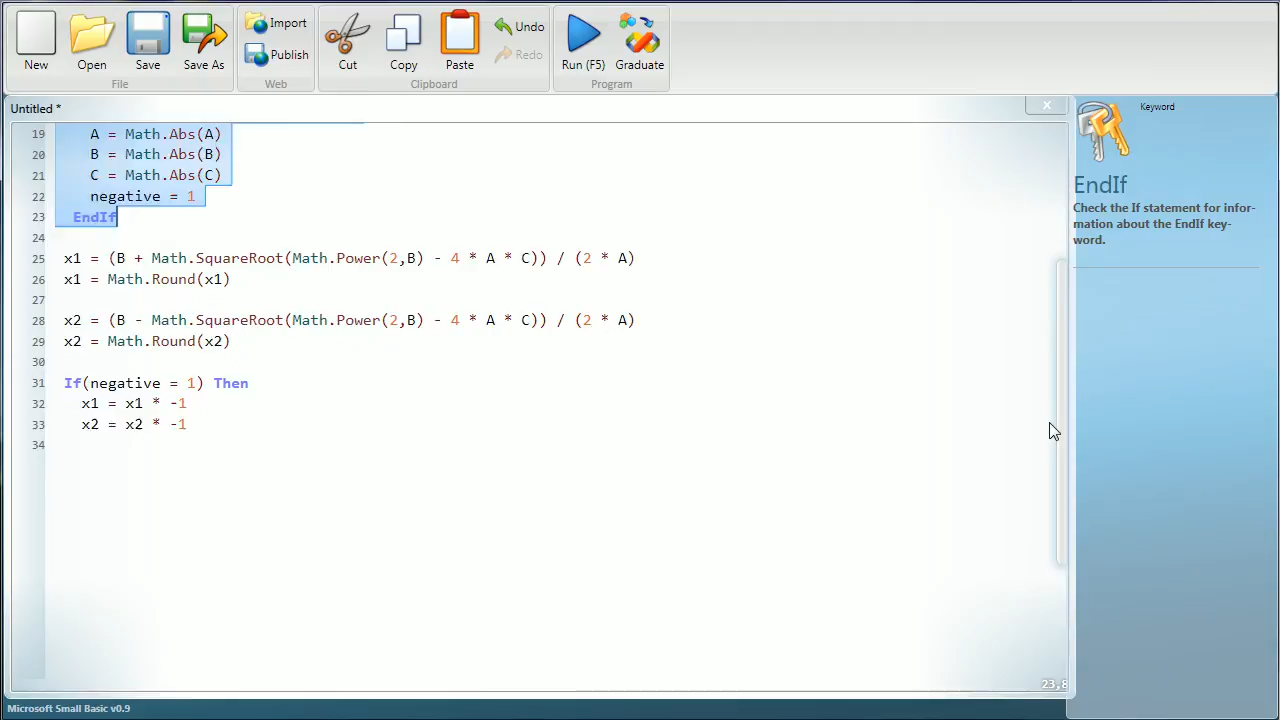 New
Open
Save
Save As
Import
Publish
Cut
Copy
Paste
Undo
Redo
Run (F5)
Graduate
File
Web
Clipboard
Program
Untitled *
19 A = Math.Abs(A)
20 B = Math.Abs(B)
21 C = Math.Abs(C)
22 negative = 1
23 EndIf
24
25 x1 = (B + Math.SquareRoot(Math.Power(2,B) - 4 * A * C)) / (2 * A)
26 x1 = Math.Round(x1)
27
28 x2 = (B - Math.SquareRoot(Math.Power(2,B) - 4 * A * C)) / (2 * A)
29 x2 = Math.Round(x2)
30
31 If(negative = 1) Then
32 x1 = x1 * -1
33 x2 = x2 * -1
34
23,8
Keyword
EndIf
Check the If statement for infor-
mation about the EndIf key-
word.
Microsoft Small Basic v0.9